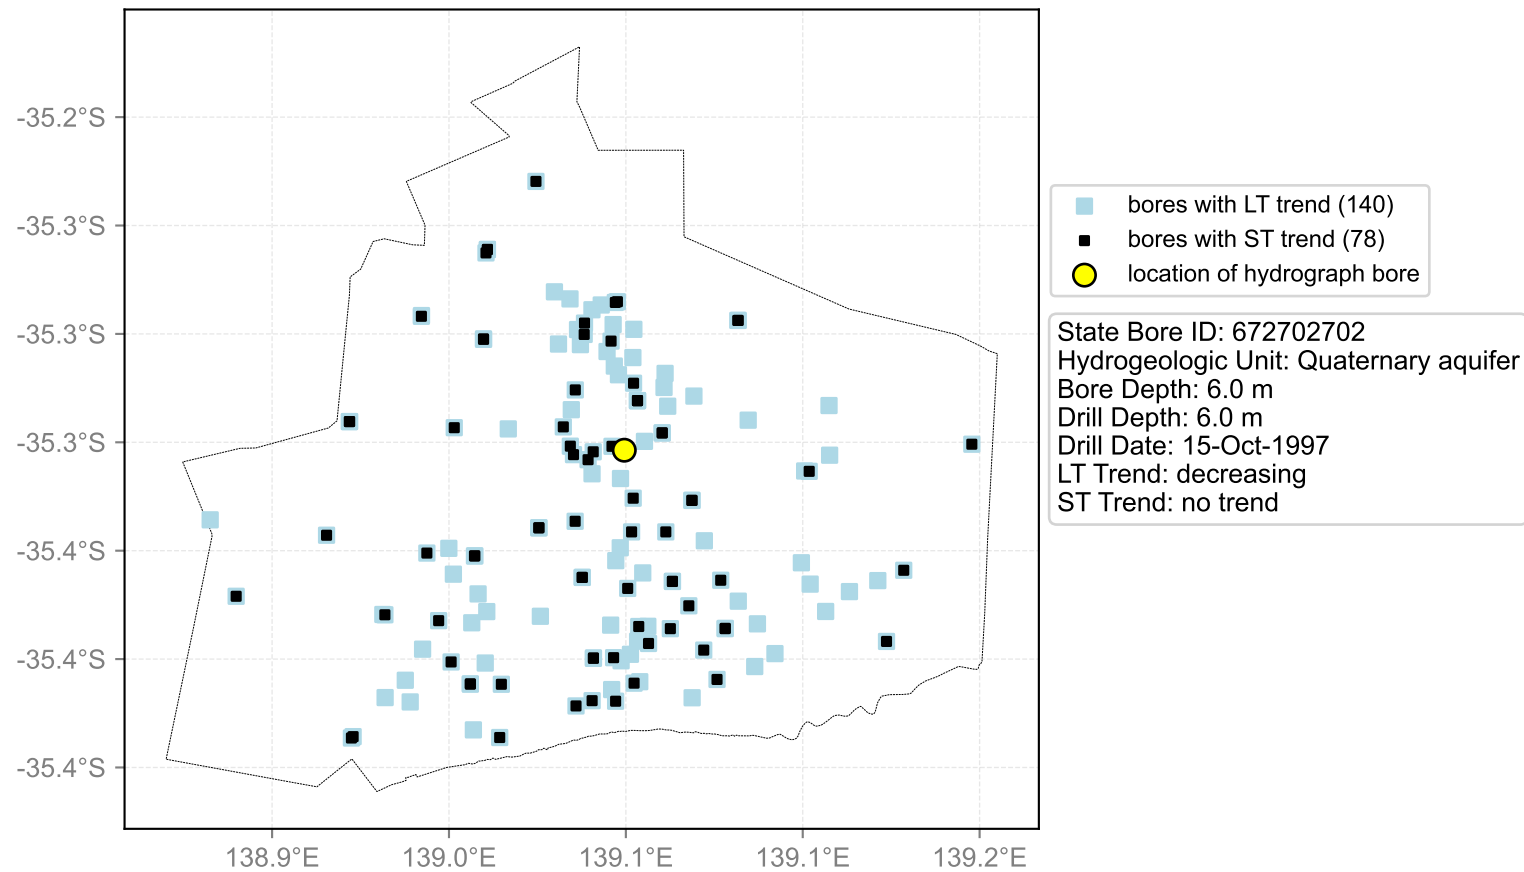 -35.2°S
-35.3°S
-35.3°S
-35.3°S
-35.4°S
-35.4°S
-35.4°S
138.9°E
139.0°E
139.1°E
139.1°E
139.2°E
bores with LT trend (140)
bores with ST trend (78)
location of hydrograph bore
State Bore ID: 672702702
Hydrogeologic Unit: Quaternary aquifer
Bore Depth: 6.0 m
Drill Depth: 6.0 m
Drill Date: 15-Oct-1997
LT Trend: decreasing
ST Trend: no trend